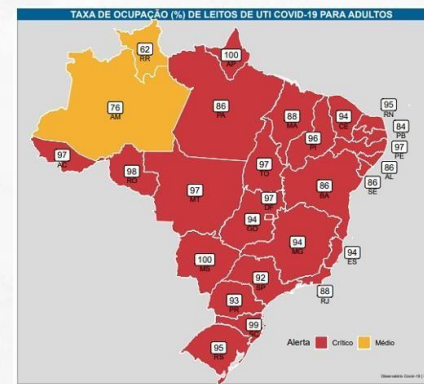 TAXA DE OCUPAÇÃO (%) DE LEITOS DE UTI COVID-19 PARA ADULTOS
62
RR
100
AP
76
AM
86
PA
88
MA
94
CE
95
RN
84
PB
96
PI
97
PE
97
AC
98
RO
97
TO
86
AL
86
SE
97
MT
97
DF
86
BA
94
GO
94
MG
94
ES
100
MS
92
SP
88
RJ
93
PR
99
95
RS
Alerta Crítico Médio